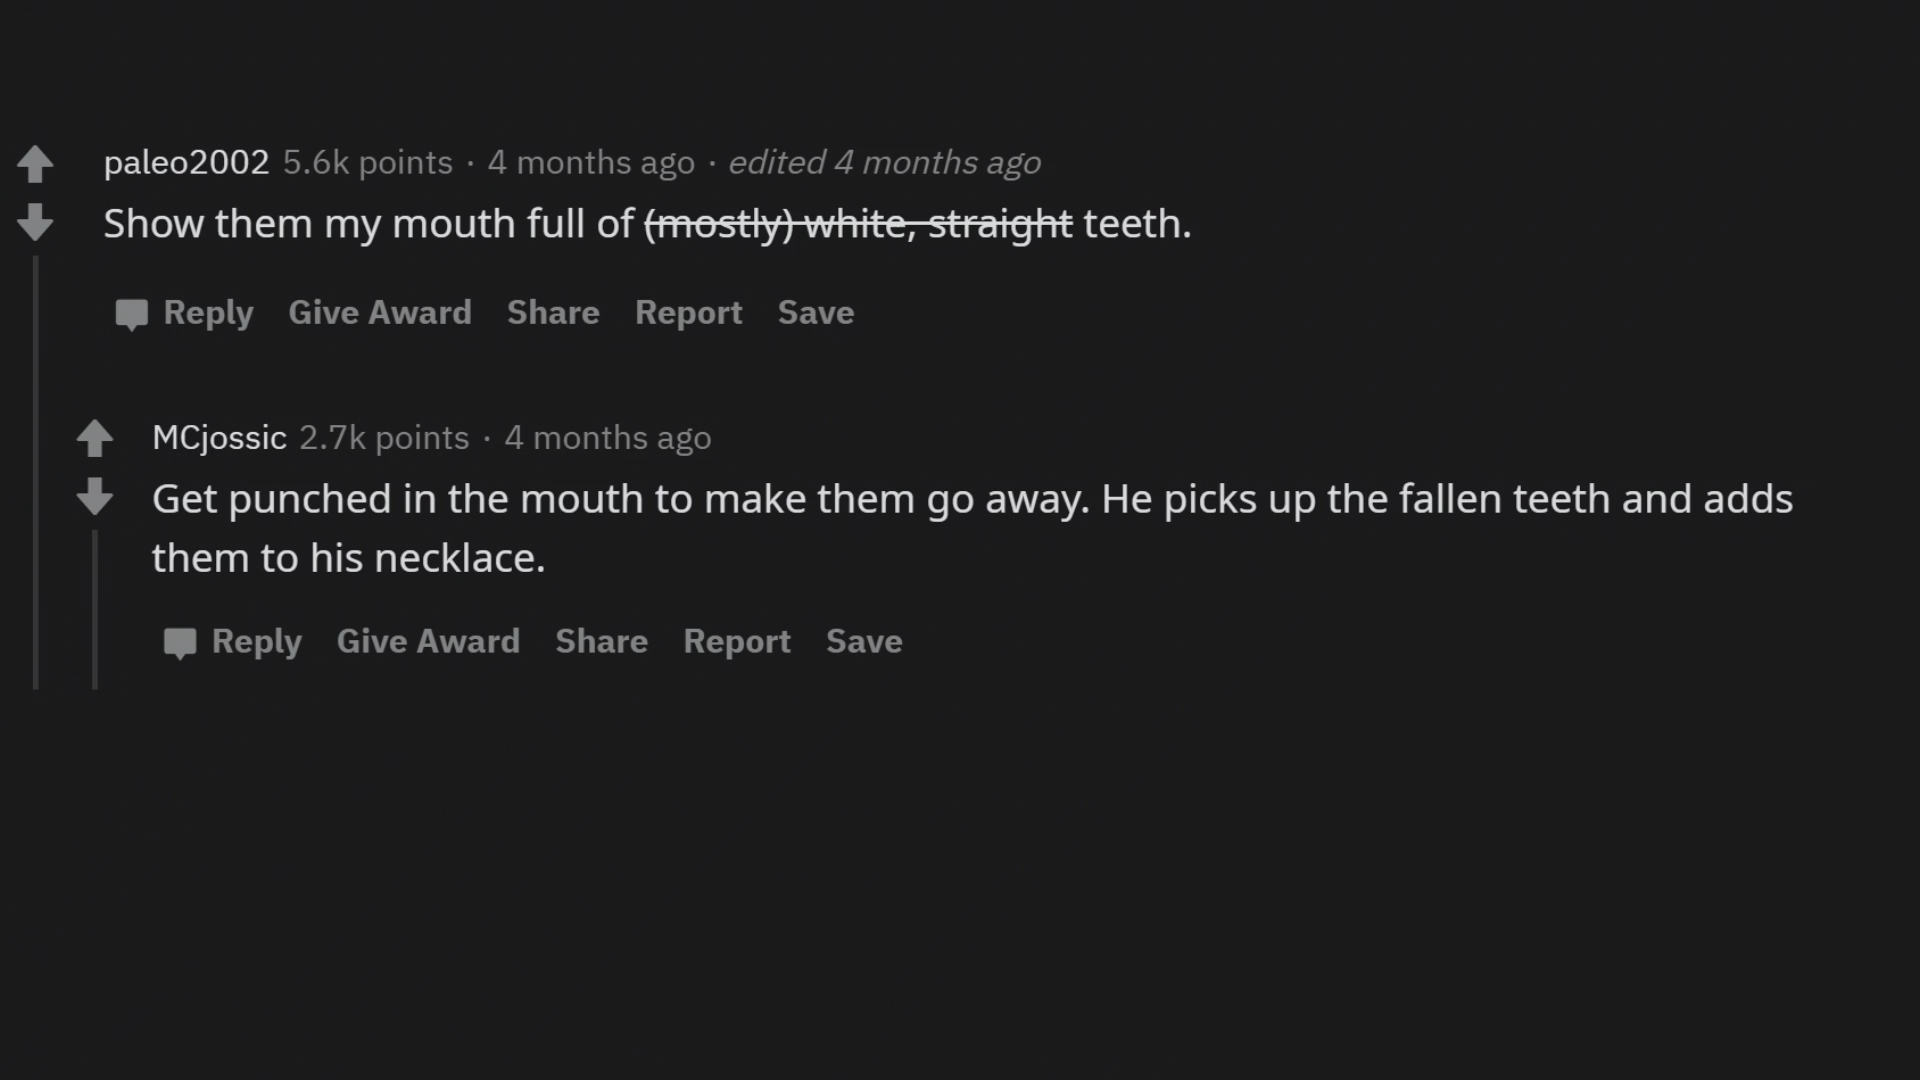 paleo2002 5.6k points · 4 months ago · edited 4 months ago
Show them my mouth full of (mostly) white, straight teeth.
Reply Give Award Share Report Save
MCjossic 2.7k points · 4 months ago
Get punched in the mouth to make them go away. He picks up the fallen teeth and adds
them to his necklace.
Reply Give Award Share Report Save